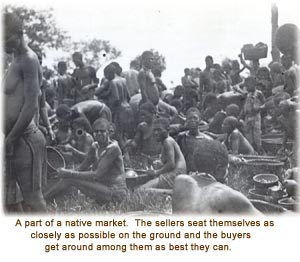 A part of a native market. The sellers seat themselves as
closely as possible on the ground and the buyers
get around among them as best they can.